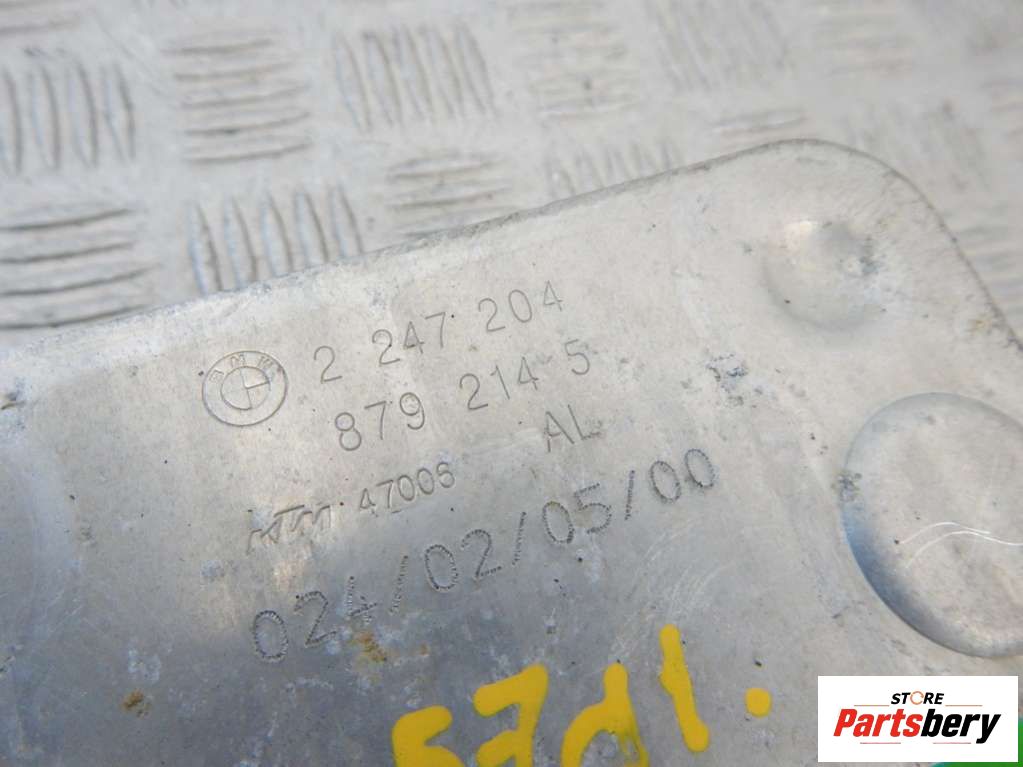 BMW 2 247 204
879 214 5
AL
KTM 47006
024/02/05/00
STORE
Partsbery